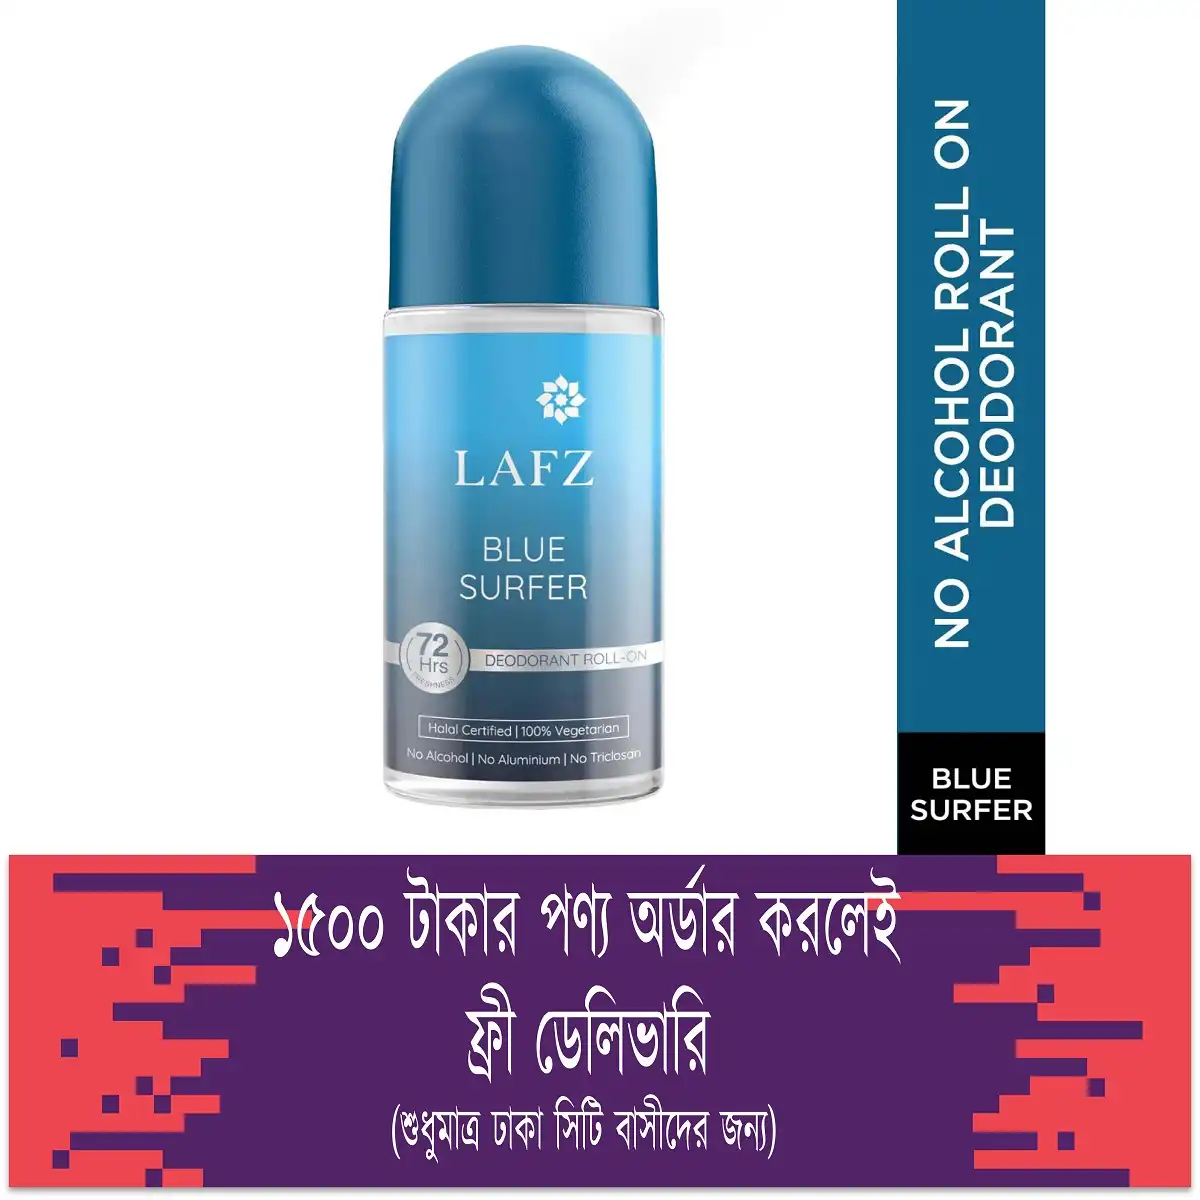 LAFZ
BLUE
SURFER
72
Hrs
FRESHNESS
DEODORANT ROLL-ON
Halal Certified | 100% Vegetarian
No Alcohol | No Aluminium | No Triclosan
NO ALCOHOL ROLL ON
DEODORANT
BLUE
SURFER
১৫০০ টাকার পণ্য অর্ডার করলেই
ফ্রী ডেলিভারি
(শুধুমাত্র ঢাকা সিটি বাসীদের জন্য)